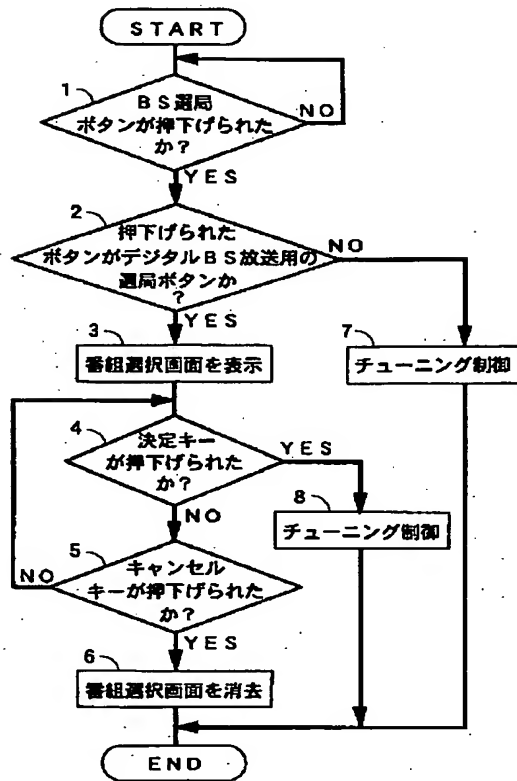 START
1
BS選局
ボタンが押下げられた
か?
NO
YES
2
押下げられた
ボタンがデジタルBS放送用の
選局ボタンか
?
NO
YES
3
番組選択画面を表示
7
チューニング制御
4
決定キー
が押下げられた
か?
YES
NO
8
チューニング制御
5
キャンセル
キーが押下げられた
か?
NO
YES
6
番組選択画面を消去
END